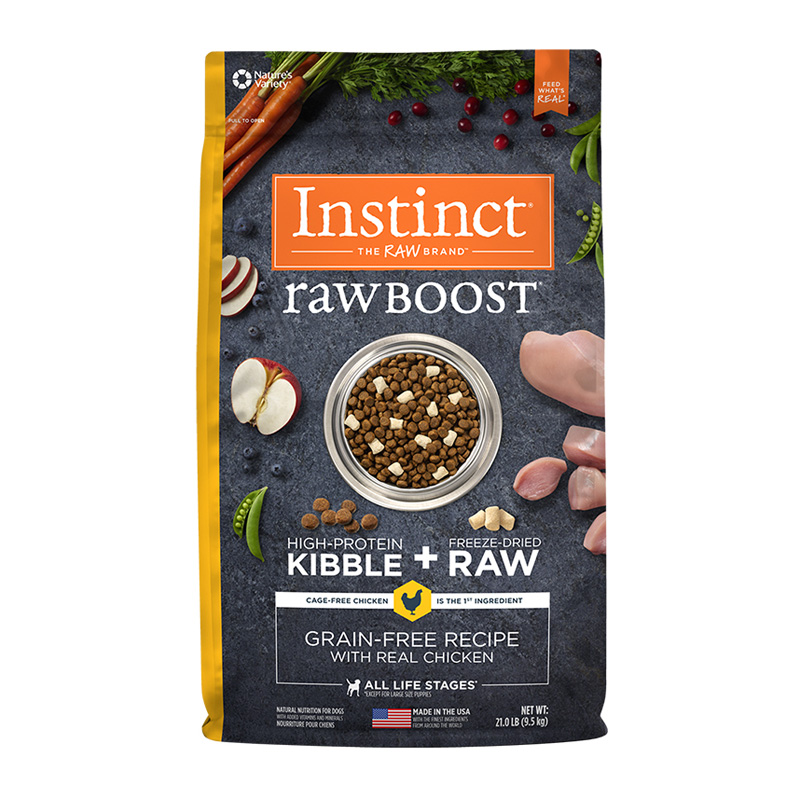 Nature's
Variety®
PULL TO OPEN
FEED
WHAT'S
REAL®
Instinct®
THE RAW BRAND™
rawBOOST®
HIGH-PROTEIN
KIBBLE
+
FREEZE-DRIED
RAW
CAGE-FREE CHICKEN IS THE 1ST INGREDIENT
GRAIN-FREE RECIPE
WITH REAL CHICKEN
ALL LIFE STAGES*
*EXCEPT FOR LARGE SIZE PUPPIES
NATURAL NUTRITION FOR DOGS
WITH ADDED VITAMINS AND MINERALS
NOURRITURE POUR CHIENS
MADE IN THE USA
WITH THE FINEST INGREDIENTS
FROM AROUND THE WORLD
NET WT:
21.0 LB (9.5 kg)